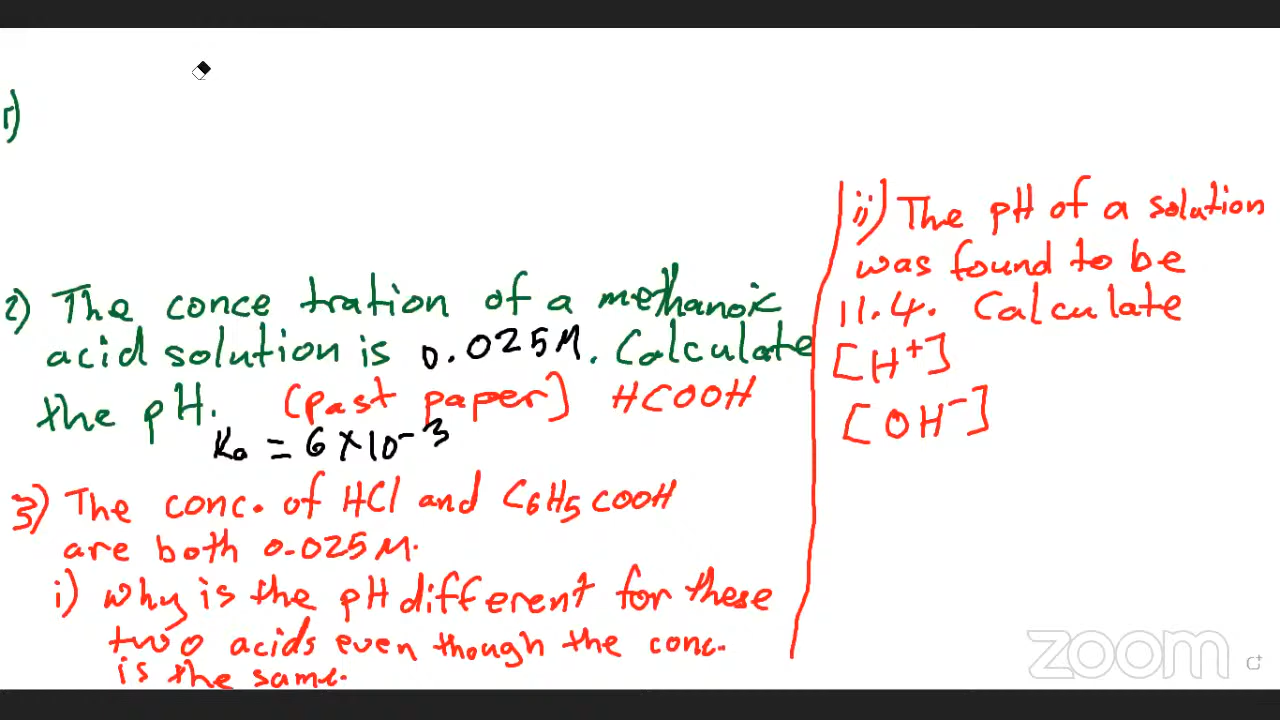 1)
2) The conce tration of a methanoic
acid solution is 0.025M. Calculate
the pH. (past paper) HCOOH
Ka = 6 × 10⁻³
3) The conc. of HCl and C₆H₅COOH
are both 0.025M.
i) why is the pH different for these
two acids even though the conc.
is the same.
ii) The pH of a solution
was found to be
11.4. Calculate
[H⁺]
[OH⁻]
zoom